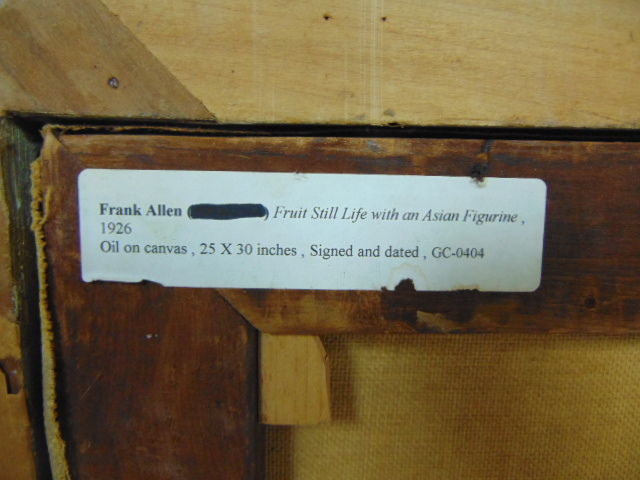 Frank Allen ( ) Fruit Still Life with an Asian Figurine ,
1926
Oil on canvas , 25 X 30 inches , Signed and dated , GC-0404